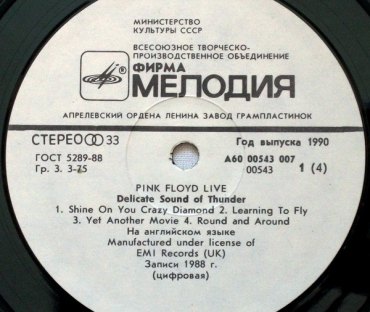 МИНИСТЕРСТВО
КУЛЬТУРЫ СССР
ВСЕСОЮЗНОЕ ТВОРЧЕСКО-
ПРОИЗВОДСТВЕННОЕ ОБЪЕДИНЕНИЕ
ФИРМА
МЕЛОДИЯ
АПРЕЛЕВСКИЙ ОРДЕНА ЛЕНИНА ЗАВОД ГРАМПЛАСТИНОК
СТЕРЕО 33
Год выпуска 1990
ГОСТ 5289-88
А60 00543 007
Гр. 3. 3-75
00543 1 (4)
PINK FLOYD LIVE
Delicate Sound of Thunder
1. Shine On You Crazy Diamond 2. Learning To Fly
3. Yet Another Movie 4. Round and Around
На английском языке
Manufactured under license of
EMI Records (UK)
Записи 1988 г.
(цифровая)